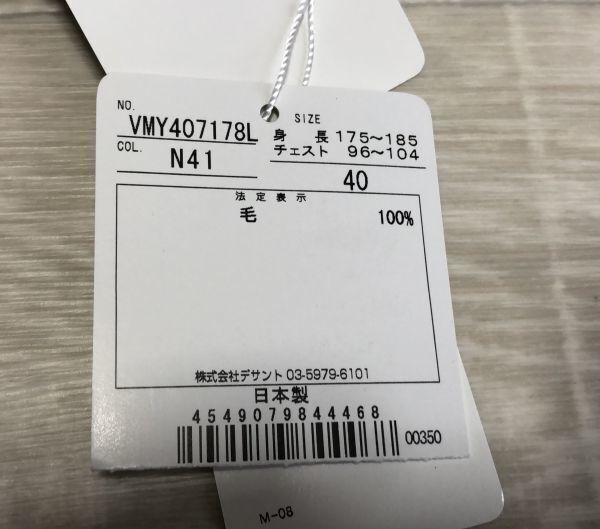 NO.
VMY407178L
COL.
N41
SIZE
身長 175~185
チェスト 96~104
40
法定表示
毛 100%
株式会社デサント 03-5979-6101
日本製
4549079844468
00350
M-08